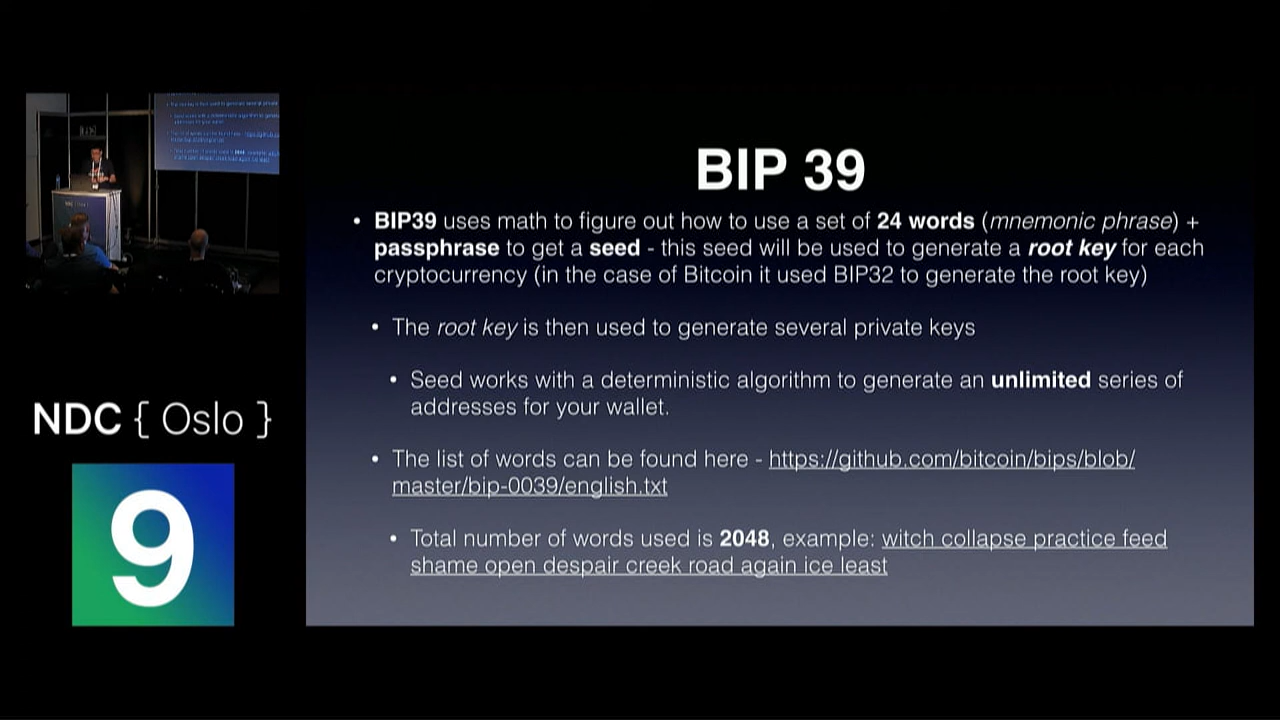 BIP 39
• BIP39 uses math to figure out how to use a set of 24 words (mnemonic phrase) +
passphrase to get a seed - this seed will be used to generate a root key for each
cryptocurrency (in the case of Bitcoin it used BIP32 to generate the root key)
• The root key is then used to generate several private keys
• Seed works with a deterministic algorithm to generate an unlimited series of
addresses for your wallet.
• The list of words can be found here - https://github.com/bitcoin/bips/blob/
master/bip-0039/english.txt
• Total number of words used is 2048, example: witch collapse practice feed
shame open despair creek road again ice least
NDC { Oslo }
9